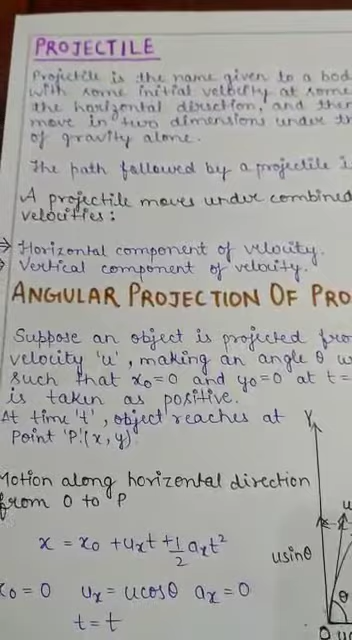 PROJECTILE
Projectile is the name given to a bod
with some initial velocity at some
the horizontal direction, and then
move in two dimensions under th
of gravity alone.
The path followed by a projectile i
A projectile moves under combined
velocities:
→ Horizontal component of velocity.
→ Vertical component of velocity.
ANGULAR PROJECTION OF PRO
Suppose an object is projected from
velocity 'u', making an angle θ w
such that x₀=0 and y₀=0 at t=
is taken as positive.
At time 't', object reaches at
point 'P'(x,y)
Y
Motion along horizontal direction
from O to P
u
x = x₀ + uₓt + 1/2 aₓt²
usinθ
x₀ = 0 uₓ = ucosθ aₓ = 0
θ
t = t
O